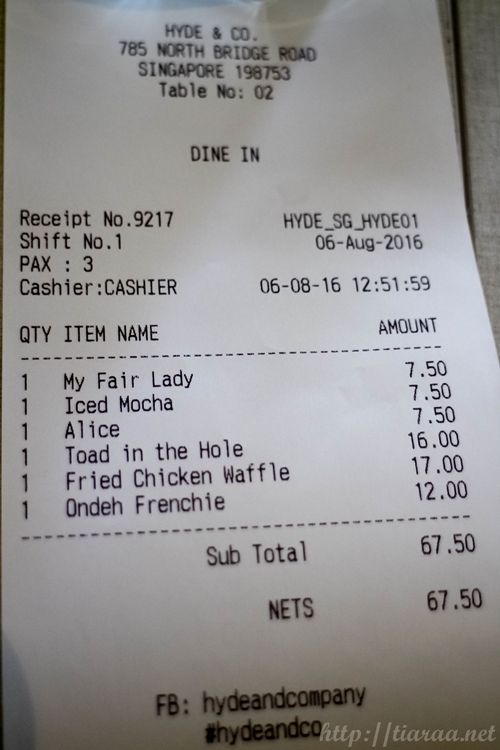 HYDE & CO.
785 NORTH BRIDGE ROAD
SINGAPORE 198753
Table No: 02
DINE IN
Receipt No.9217 HYDE_SG_HYDE01
Shift No.1 06-Aug-2016
PAX : 3
Cashier:CASHIER 06-08-16 12:51:59
QTY ITEM NAME AMOUNT
1 My Fair Lady 7.50
1 Iced Mocha 7.50
1 Alice 7.50
1 Toad in the Hole 16.00
1 Fried Chicken Waffle 17.00
1 Ondeh Frenchie 12.00
Sub Total 67.50
NETS 67.50
FB: hydeandcompany
#hydeandco
http://tiaraa.net